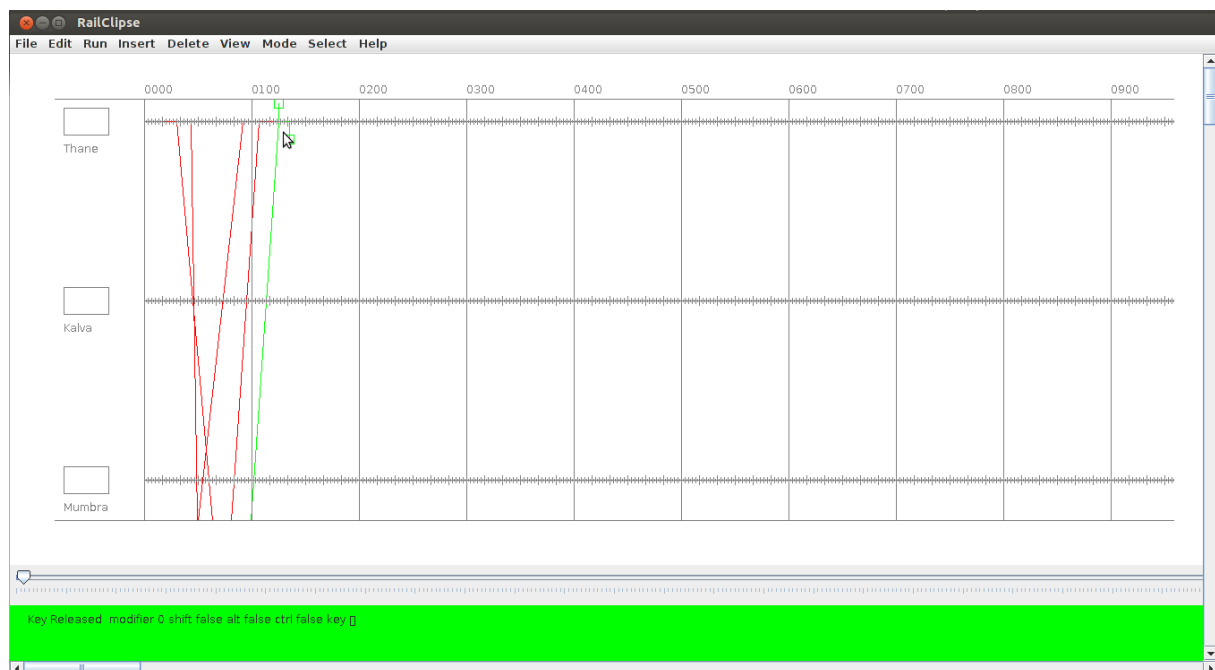 RailClipse
File Edit Run Insert Delete View Mode Select Help
0000 0100 0200 0300 0400 0500 0600 0700 0800 0900
Thane
Kalva
Mumbra
Key Released modifier 0 shift false alt false ctrl false key []